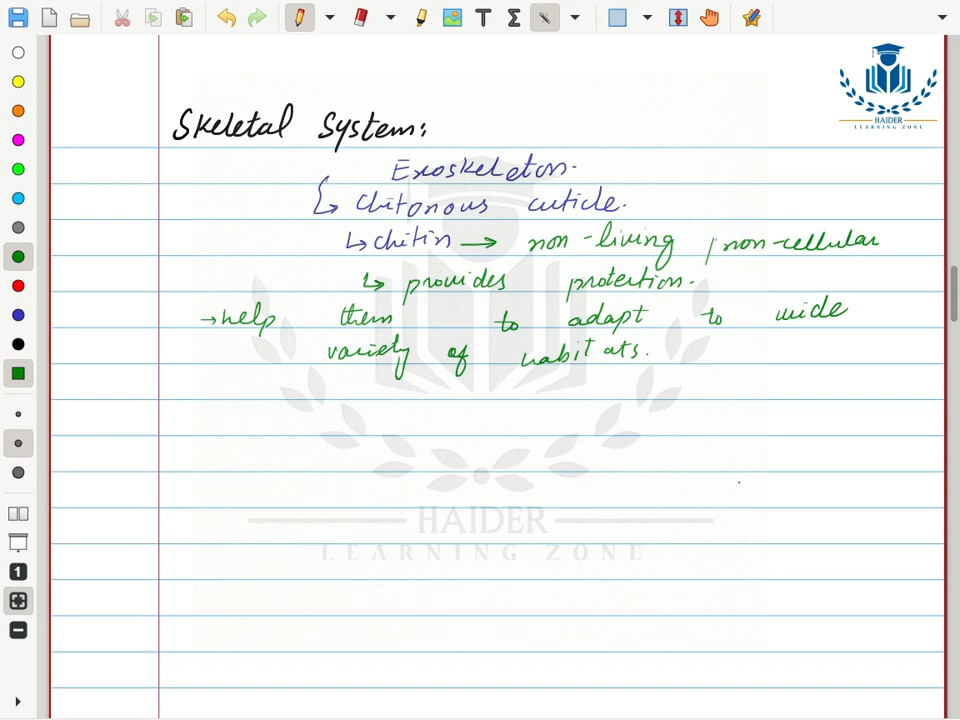 HAIDER
LEARNING ZONE
Skeletal System:
Exoskeleton.
↳ Chitonous cuticle.
↳ chitin → non-living / non-cellular
↳ provides protection.
→ help them to adapt to wide
variety of habitats.
HAIDER
LEARNING ZONE
1